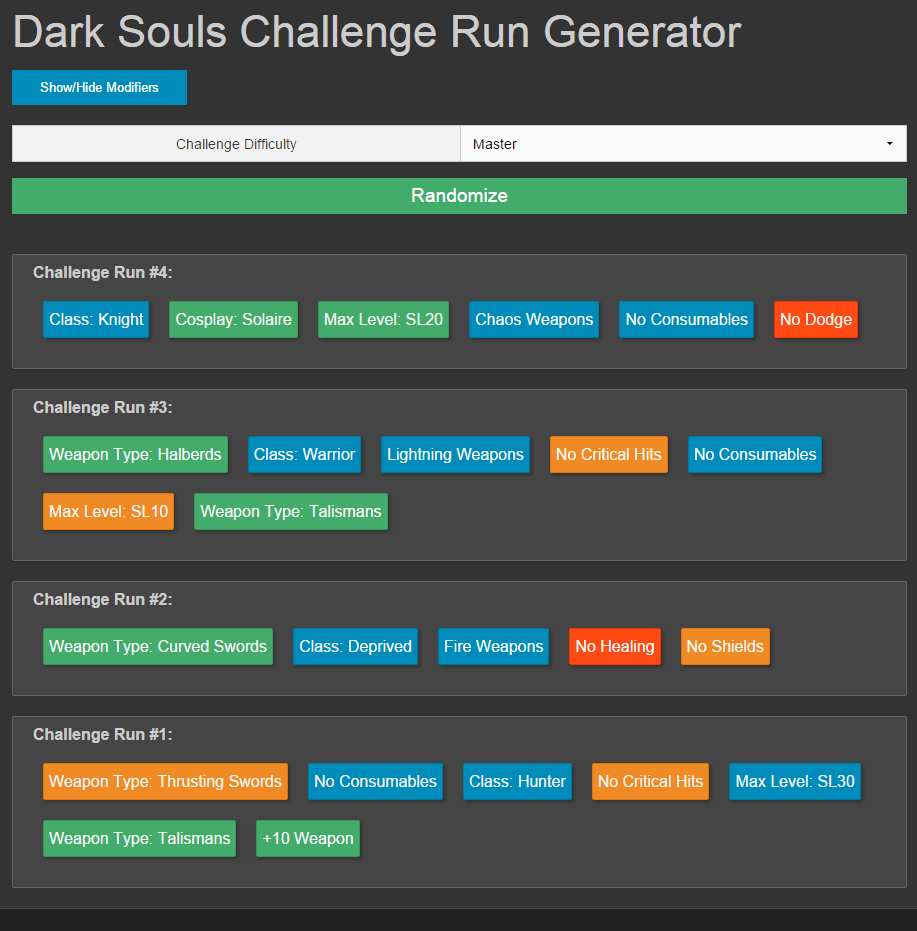 Dark Souls Challenge Run Generator
Show/Hide Modifiers
Challenge Difficulty Master
Randomize
Challenge Run #4:
Class: Knight Cosplay: Solaire Max Level: SL20 Chaos Weapons No Consumables No Dodge
Challenge Run #3:
Weapon Type: Halberds Class: Warrior Lightning Weapons No Critical Hits No Consumables
Max Level: SL10 Weapon Type: Talismans
Challenge Run #2:
Weapon Type: Curved Swords Class: Deprived Fire Weapons No Healing No Shields
Challenge Run #1:
Weapon Type: Thrusting Swords No Consumables Class: Hunter No Critical Hits Max Level: SL30
Weapon Type: Talismans +10 Weapon